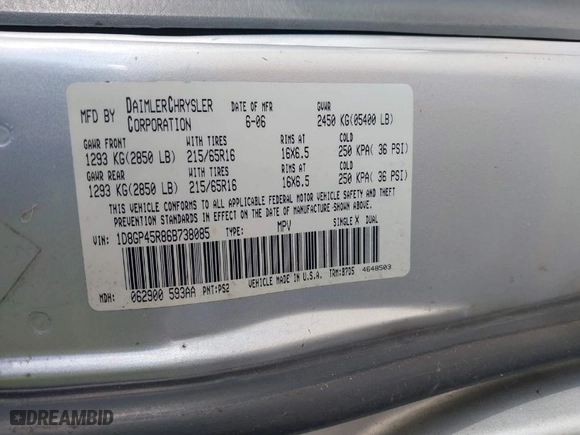 MFD BY DAIMLERCHRYSLER CORPORATION DATE OF MFR 6-06 GVWR 2450 KG(05400 LB)
GAWR FRONT WITH TIRES RIMS AT COLD
1293 KG(2850 LB) 215/65R16 16X6.5 250 KPA( 36 PSI)
GAWR REAR WITH TIRES RIMS AT COLD
1293 KG(2850 LB) 215/65R16 16X6.5 250 KPA( 36 PSI)
THIS VEHICLE CONFORMS TO ALL APPLICABLE FEDERAL MOTOR VEHICLE SAFETY, BUMPER, AND THEFT
PREVENTION STANDARDS IN EFFECT ON THE DATE OF MANUFACTURE SHOWN ABOVE.
VIN: 1D8GP45R86B738085 TYPE: MPV SINGLE X DUAL
MDH: 062900 593AA PNT:PS2 VEHICLE MADE IN U.S.A. TRM:B7D5 4648503
DREAMBID